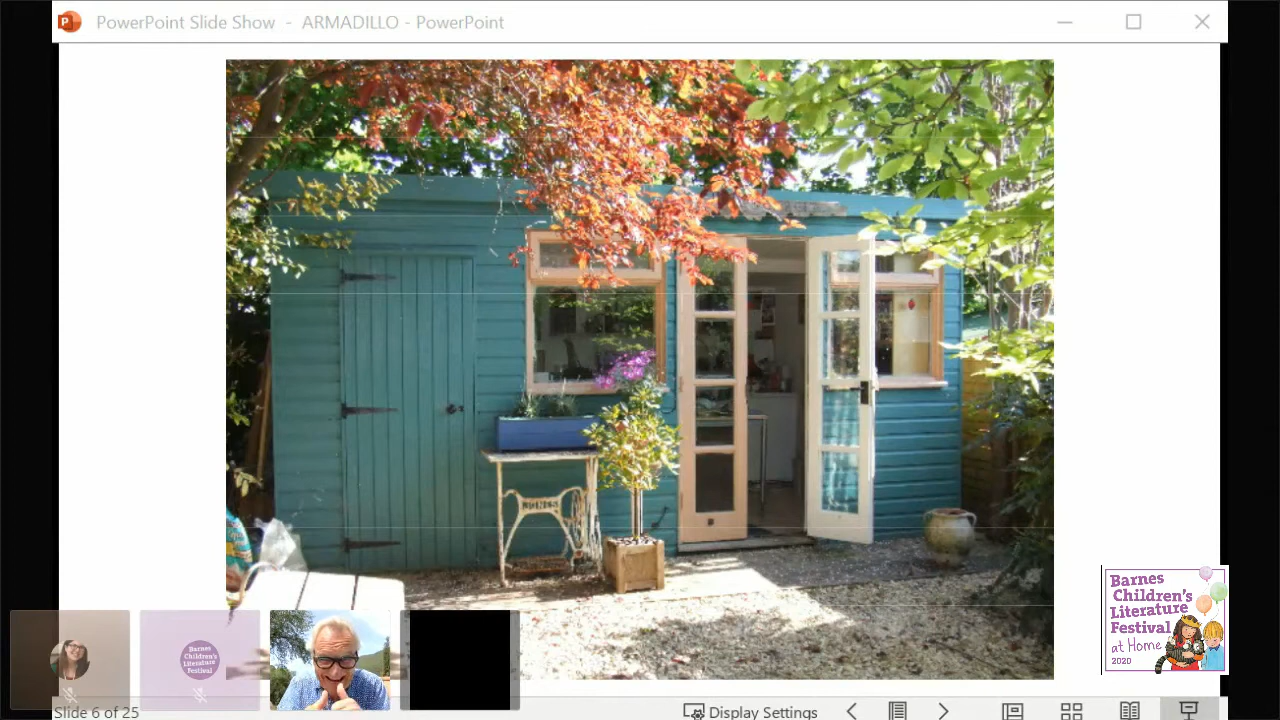 PowerPoint Slide Show - ARMADILLO - PowerPoint
JONES
Barnes
Children's
Literature
Festival
at Home
2020
Barnes
Children's
Literature
Festival
Slide 6 of 25
Display Settings